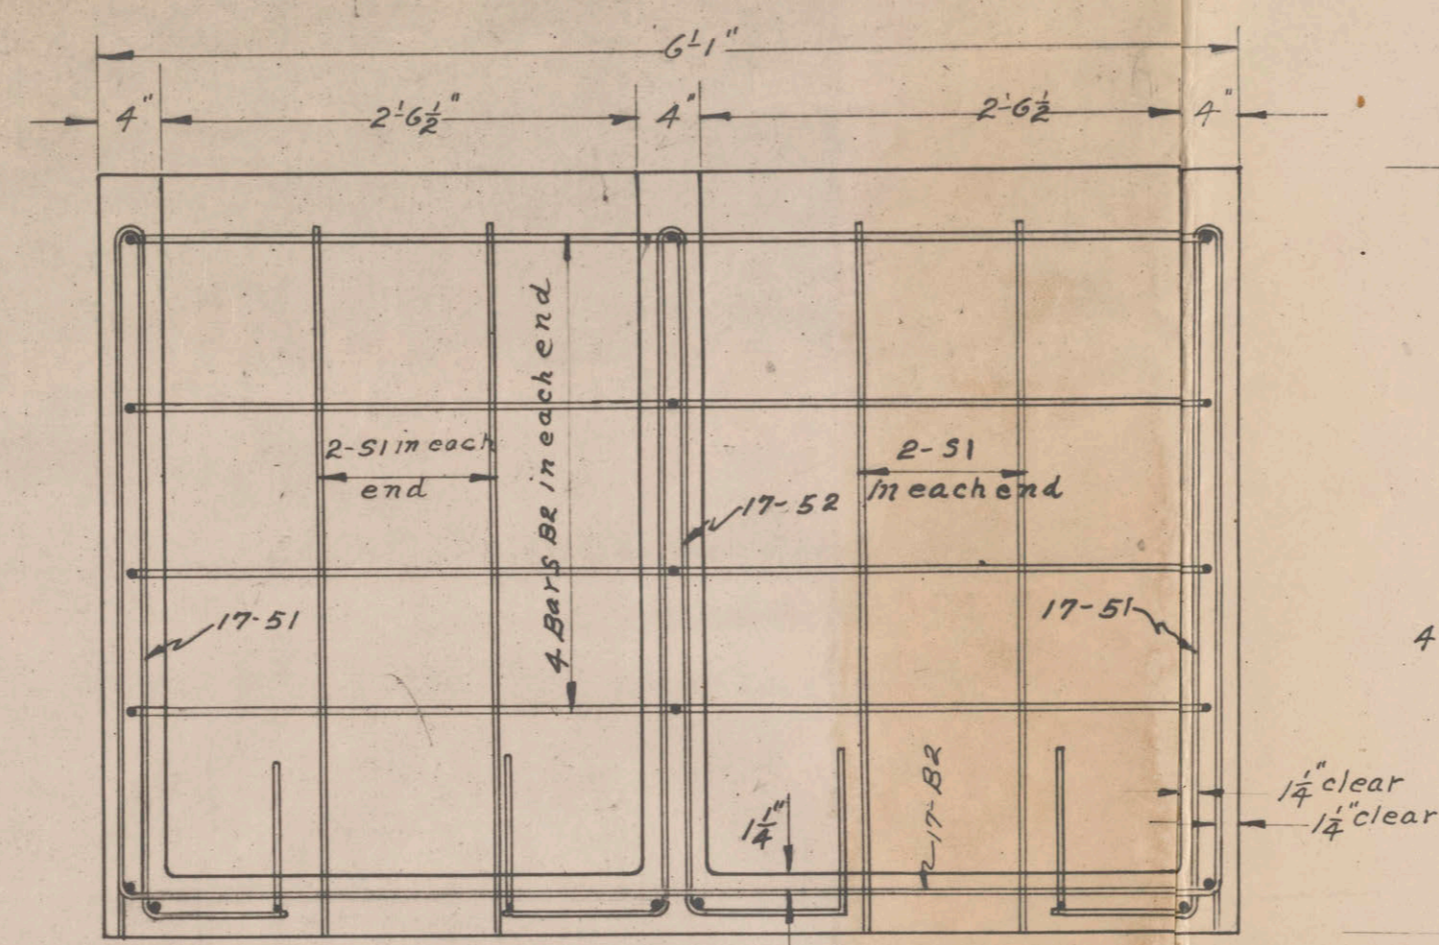 6'-1"
4" 2'-6½" 4" 2'-6½ 4"
2-S1 in each
end
4 Bars B2 in each end
2-S1
in each end
17-S2
17-S1
17-S1
4
1¼"
17-B2
1¼" clear
1¼" clear